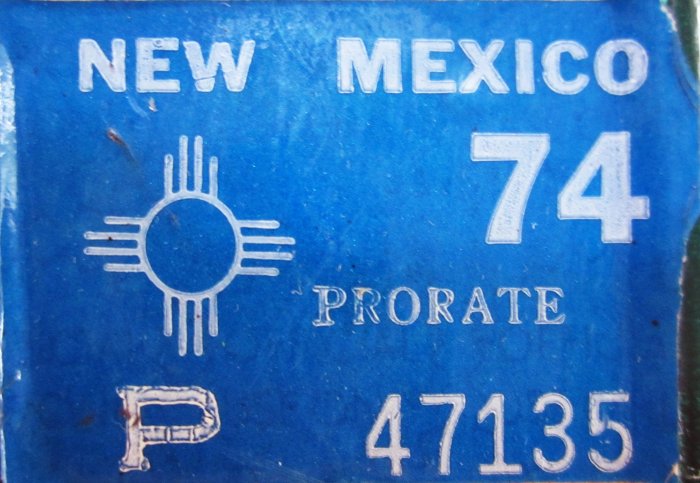 NEW MEXICO
74
PRORATE
P 47135